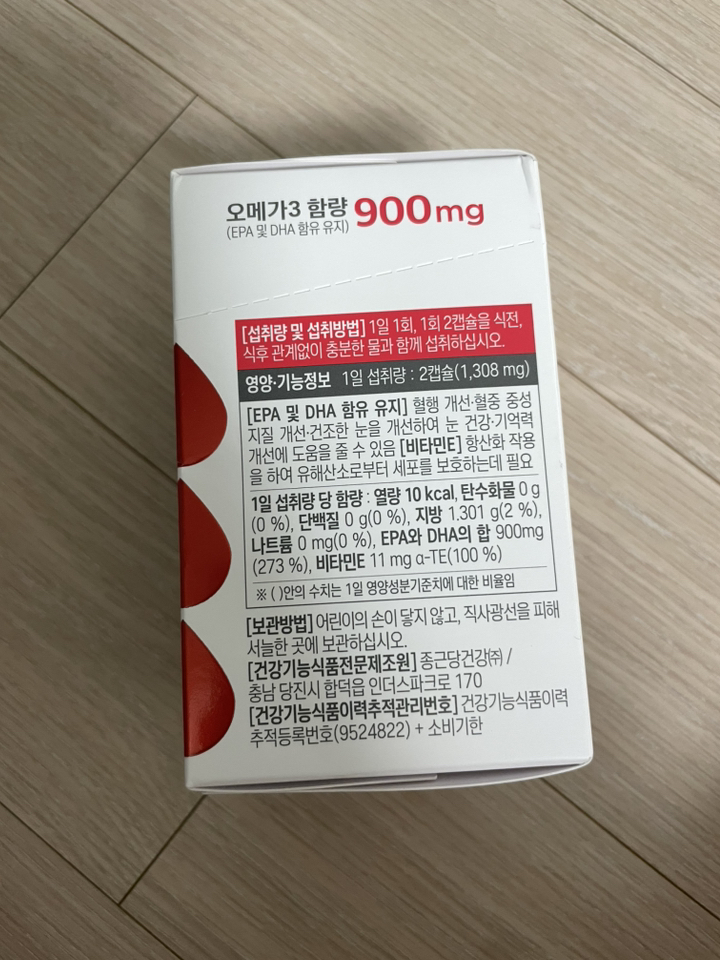 오메가3 함량 900mg
(EPA 및 DHA 함유 유지)
[섭취량 및 섭취방법] 1일 1회, 1회 2캡슐을 식전,
식후 관계없이 충분한 물과 함께 섭취하십시오.
영양·기능정보 1일 섭취량 : 2캡슐(1,308 mg)
[EPA 및 DHA 함유 유지] 혈행 개선·혈중 중성
지질 개선·건조한 눈을 개선하여 눈 건강·기억력
개선에 도움을 줄 수 있음 [비타민E] 항산화 작용
을 하여 유해산소로부터 세포를 보호하는데 필요
1일 섭취량 당 함량 : 열량 10 kcal, 탄수화물 0 g
(0 %), 단백질 0 g(0 %), 지방 1.301 g(2 %),
나트륨 0 mg(0 %), EPA와 DHA의 합 900mg
(273 %), 비타민E 11 mg α-TE(100 %)
※ ( )안의 수치는 1일 영양성분기준치에 대한 비율임
[보관방법] 어린이의 손이 닿지 않고, 직사광선을 피해
서늘한 곳에 보관하십시오.
[건강기능식품전문제조원] 종근당건강㈜ /
충남 당진시 합덕읍 인더스파크로 170
[건강기능식품이력추적관리번호] 건강기능식품이력
추적등록번호(9524822) + 소비기한